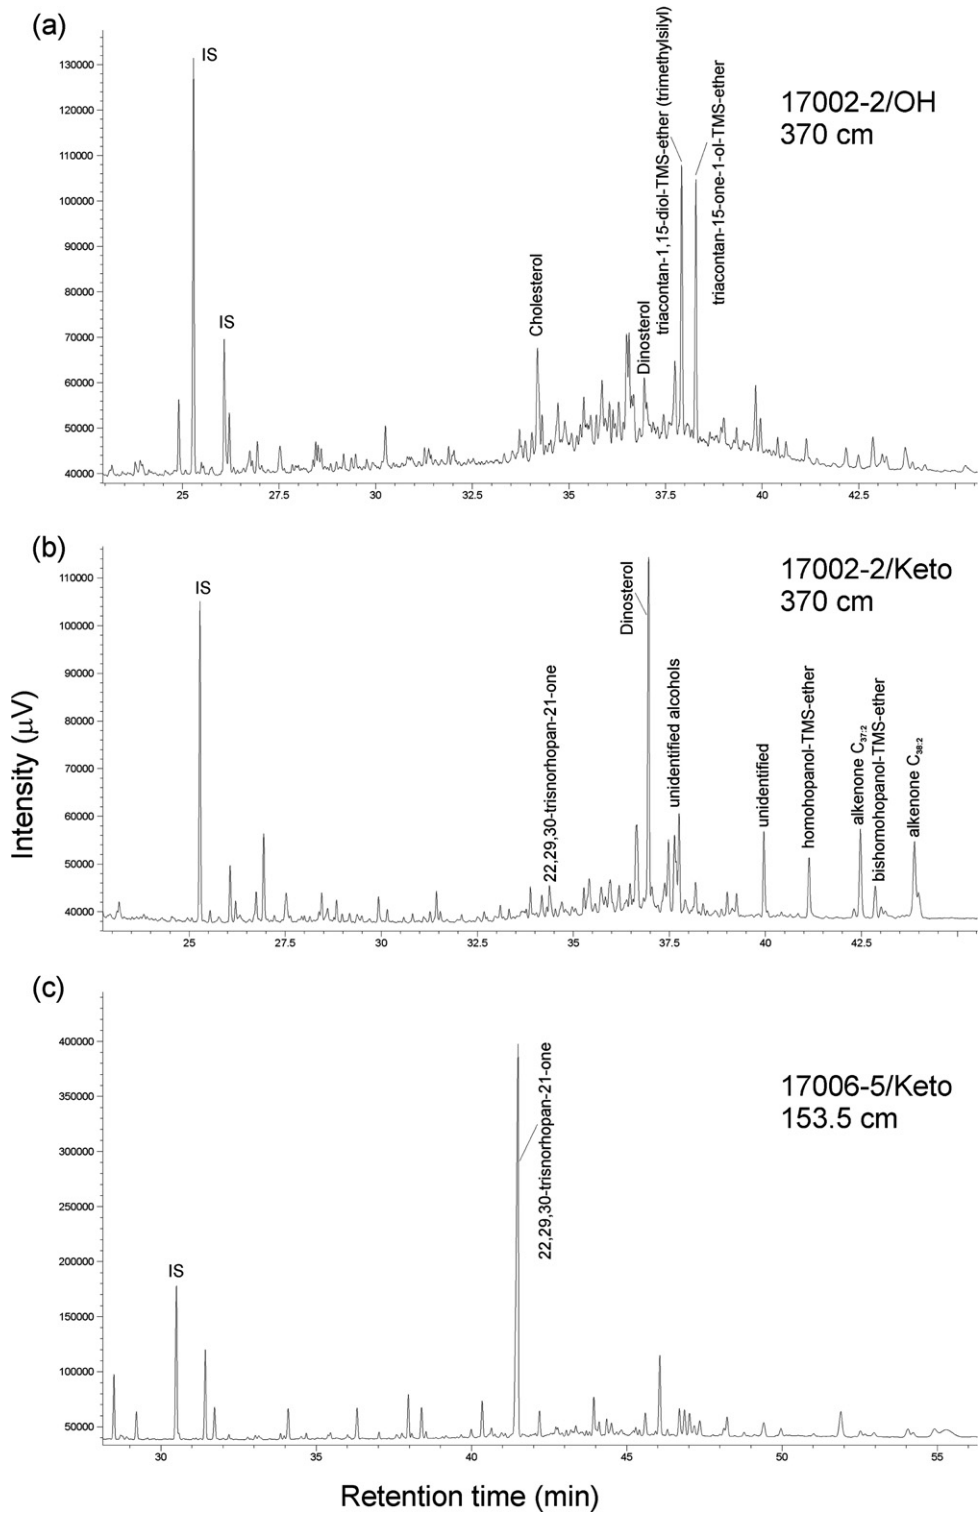 (a)
IS
IS
Cholesterol
Dinosterol
triacontan-1,15-diol-TMS-ether (trimethylsilyl)
triacontan-15-one-1-ol-TMS-ether
17002-2/OH
370 cm
130000
120000
110000
100000
90000
80000
70000
60000
50000
40000
25
27.5
30
32.5
35
37.5
40
42.5
(b)
IS
22,29,30-trisnorhopan-21-one
Dinosterol
unidentified alcohols
unidentified
homohopanol-TMS-ether
alkenone C37:2
bishomohopanol-TMS-ether
alkenone C38:2
17002-2/Keto
370 cm
110000
100000
90000
80000
70000
60000
50000
40000
25
27.5
30
32.5
35
37.5
40
42.5
Intensity (µV)
(c)
IS
22,29,30-trisnorhopan-21-one
17006-5/Keto
153.5 cm
400000
350000
300000
250000
200000
150000
100000
50000
30
35
40
45
50
55
Retention time (min)